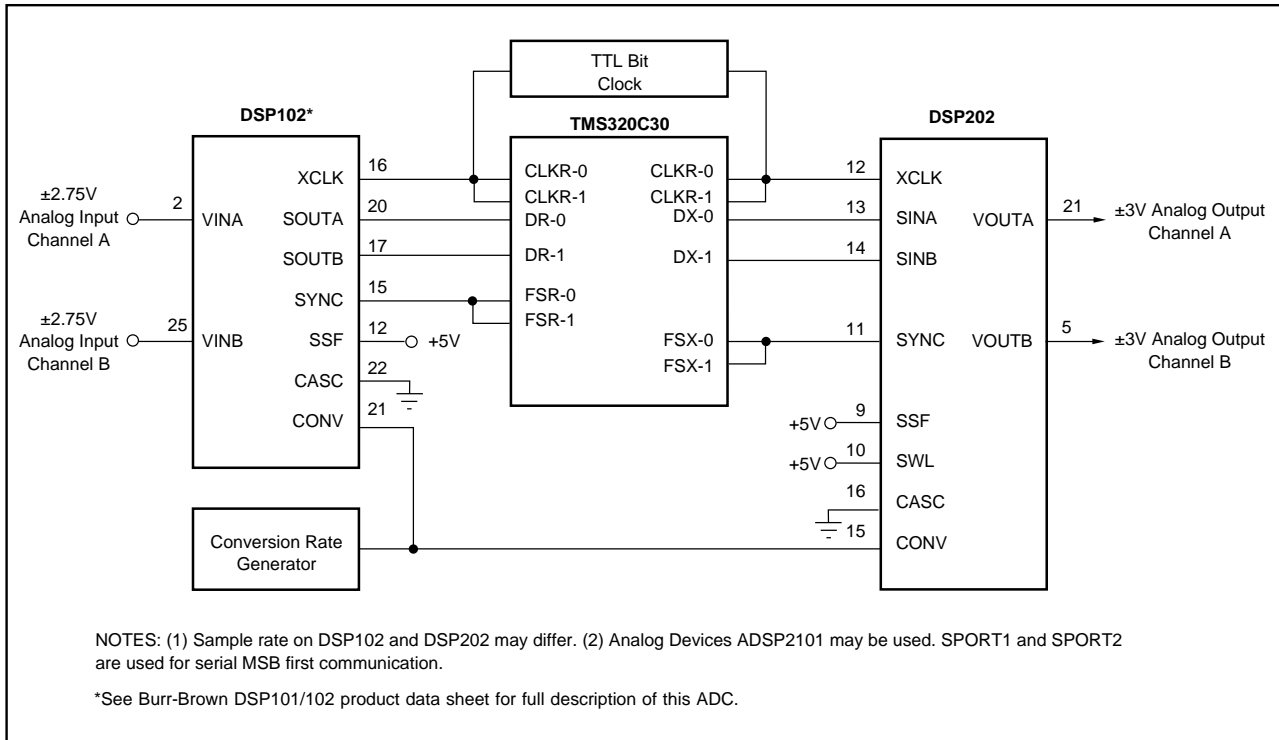 TTL Bit
Clock
DSP102*
TMS320C30
DSP202
±2.75V
Analog Input
Channel A
2
VINA
±2.75V
Analog Input
Channel B
25
VINB
XCLK
16
SOUTA
20
SOUTB
17
SYNC
15
SSF
12
+5V
CASC
22
CONV
21
CLKR-0
CLKR-1
DR-0
DR-1
FSR-0
FSR-1
CLKR-0
CLKR-1
DX-0
DX-1
FSX-0
FSX-1
12
XCLK
13
SINA
14
SINB
11
SYNC
+5V
9
SSF
+5V
10
SWL
16
CASC
15
CONV
VOUTA
21
±3V Analog Output
Channel A
VOUTB
5
±3V Analog Output
Channel B
Conversion Rate
Generator
NOTES: (1) Sample rate on DSP102 and DSP202 may differ. (2) Analog Devices ADSP2101 may be used. SPORT1 and SPORT2
are used for serial MSB first communication.
*See Burr-Brown DSP101/102 product data sheet for full description of this ADC.